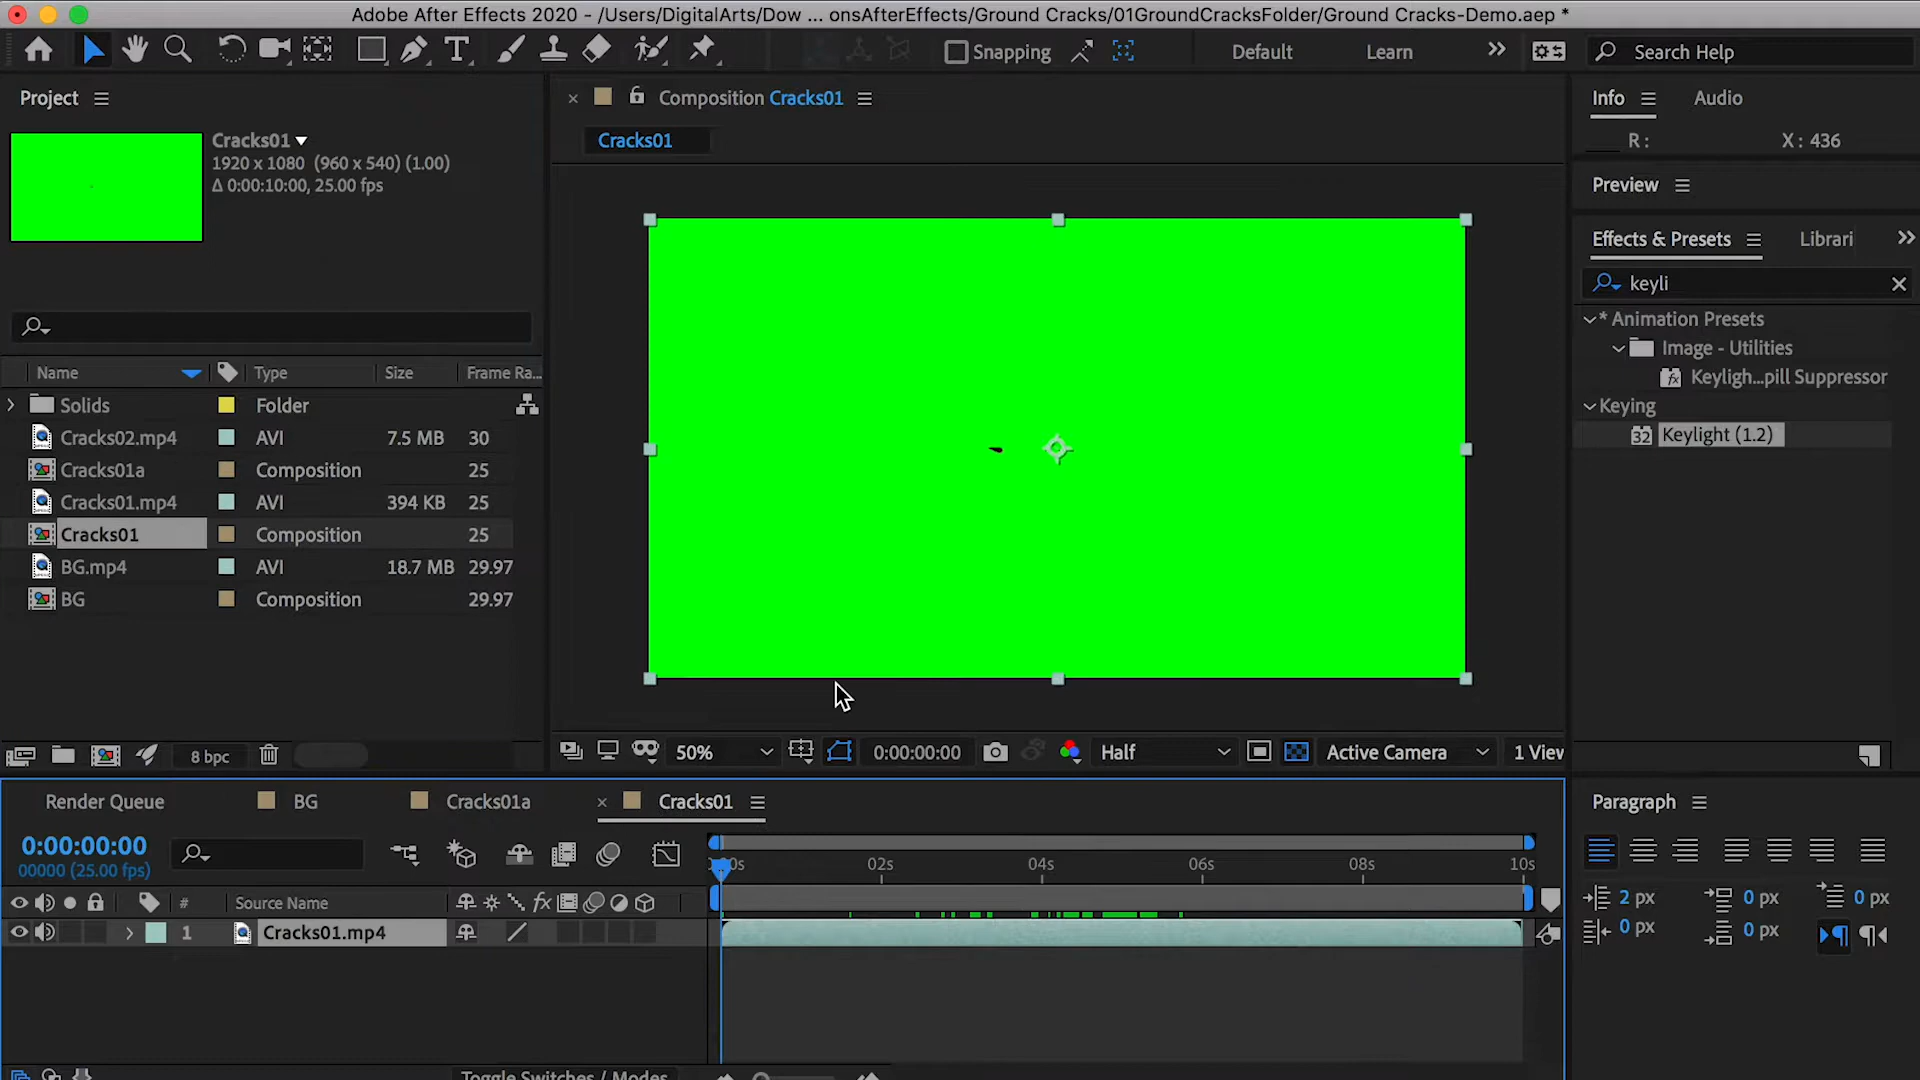 Adobe After Effects 2020 - /Users/DigitalArts/Dow ... onsAfterEffects/Ground Cracks/01GroundCracksFolder/Ground Cracks-Demo.aep *
Snapping Default Learn Search Help
Project
Composition Cracks01
Info Audio
Cracks01
1920 x 1080 (960 x 540) (1.00)
Δ 0:00:10:00, 25.00 fps
Cracks01
R : X : 436
Preview
Effects & Presets Librari
keyli
* Animation Presets
Image - Utilities
Keyligh...pill Suppressor
Keying
32 Keylight (1.2)
Name Type Size Frame Ra...
Solids Folder
Cracks02.mp4 AVI 7.5 MB 30
Cracks01a Composition 25
Cracks01.mp4 AVI 394 KB 25
Cracks01 Composition 25
BG.mp4 AVI 18.7 MB 29.97
BG Composition 29.97
8 bpc
50% 0:00:00:00 Half Active Camera 1 View
Render Queue BG Cracks01a Cracks01
Paragraph
0:00:00:00
00000 (25.00 fps)
02s 04s 06s 08s 10s
# Source Name fx
1 Cracks01.mp4
2 px 0 px 0 px
0 px 0 px
Toggle Switches / Modes